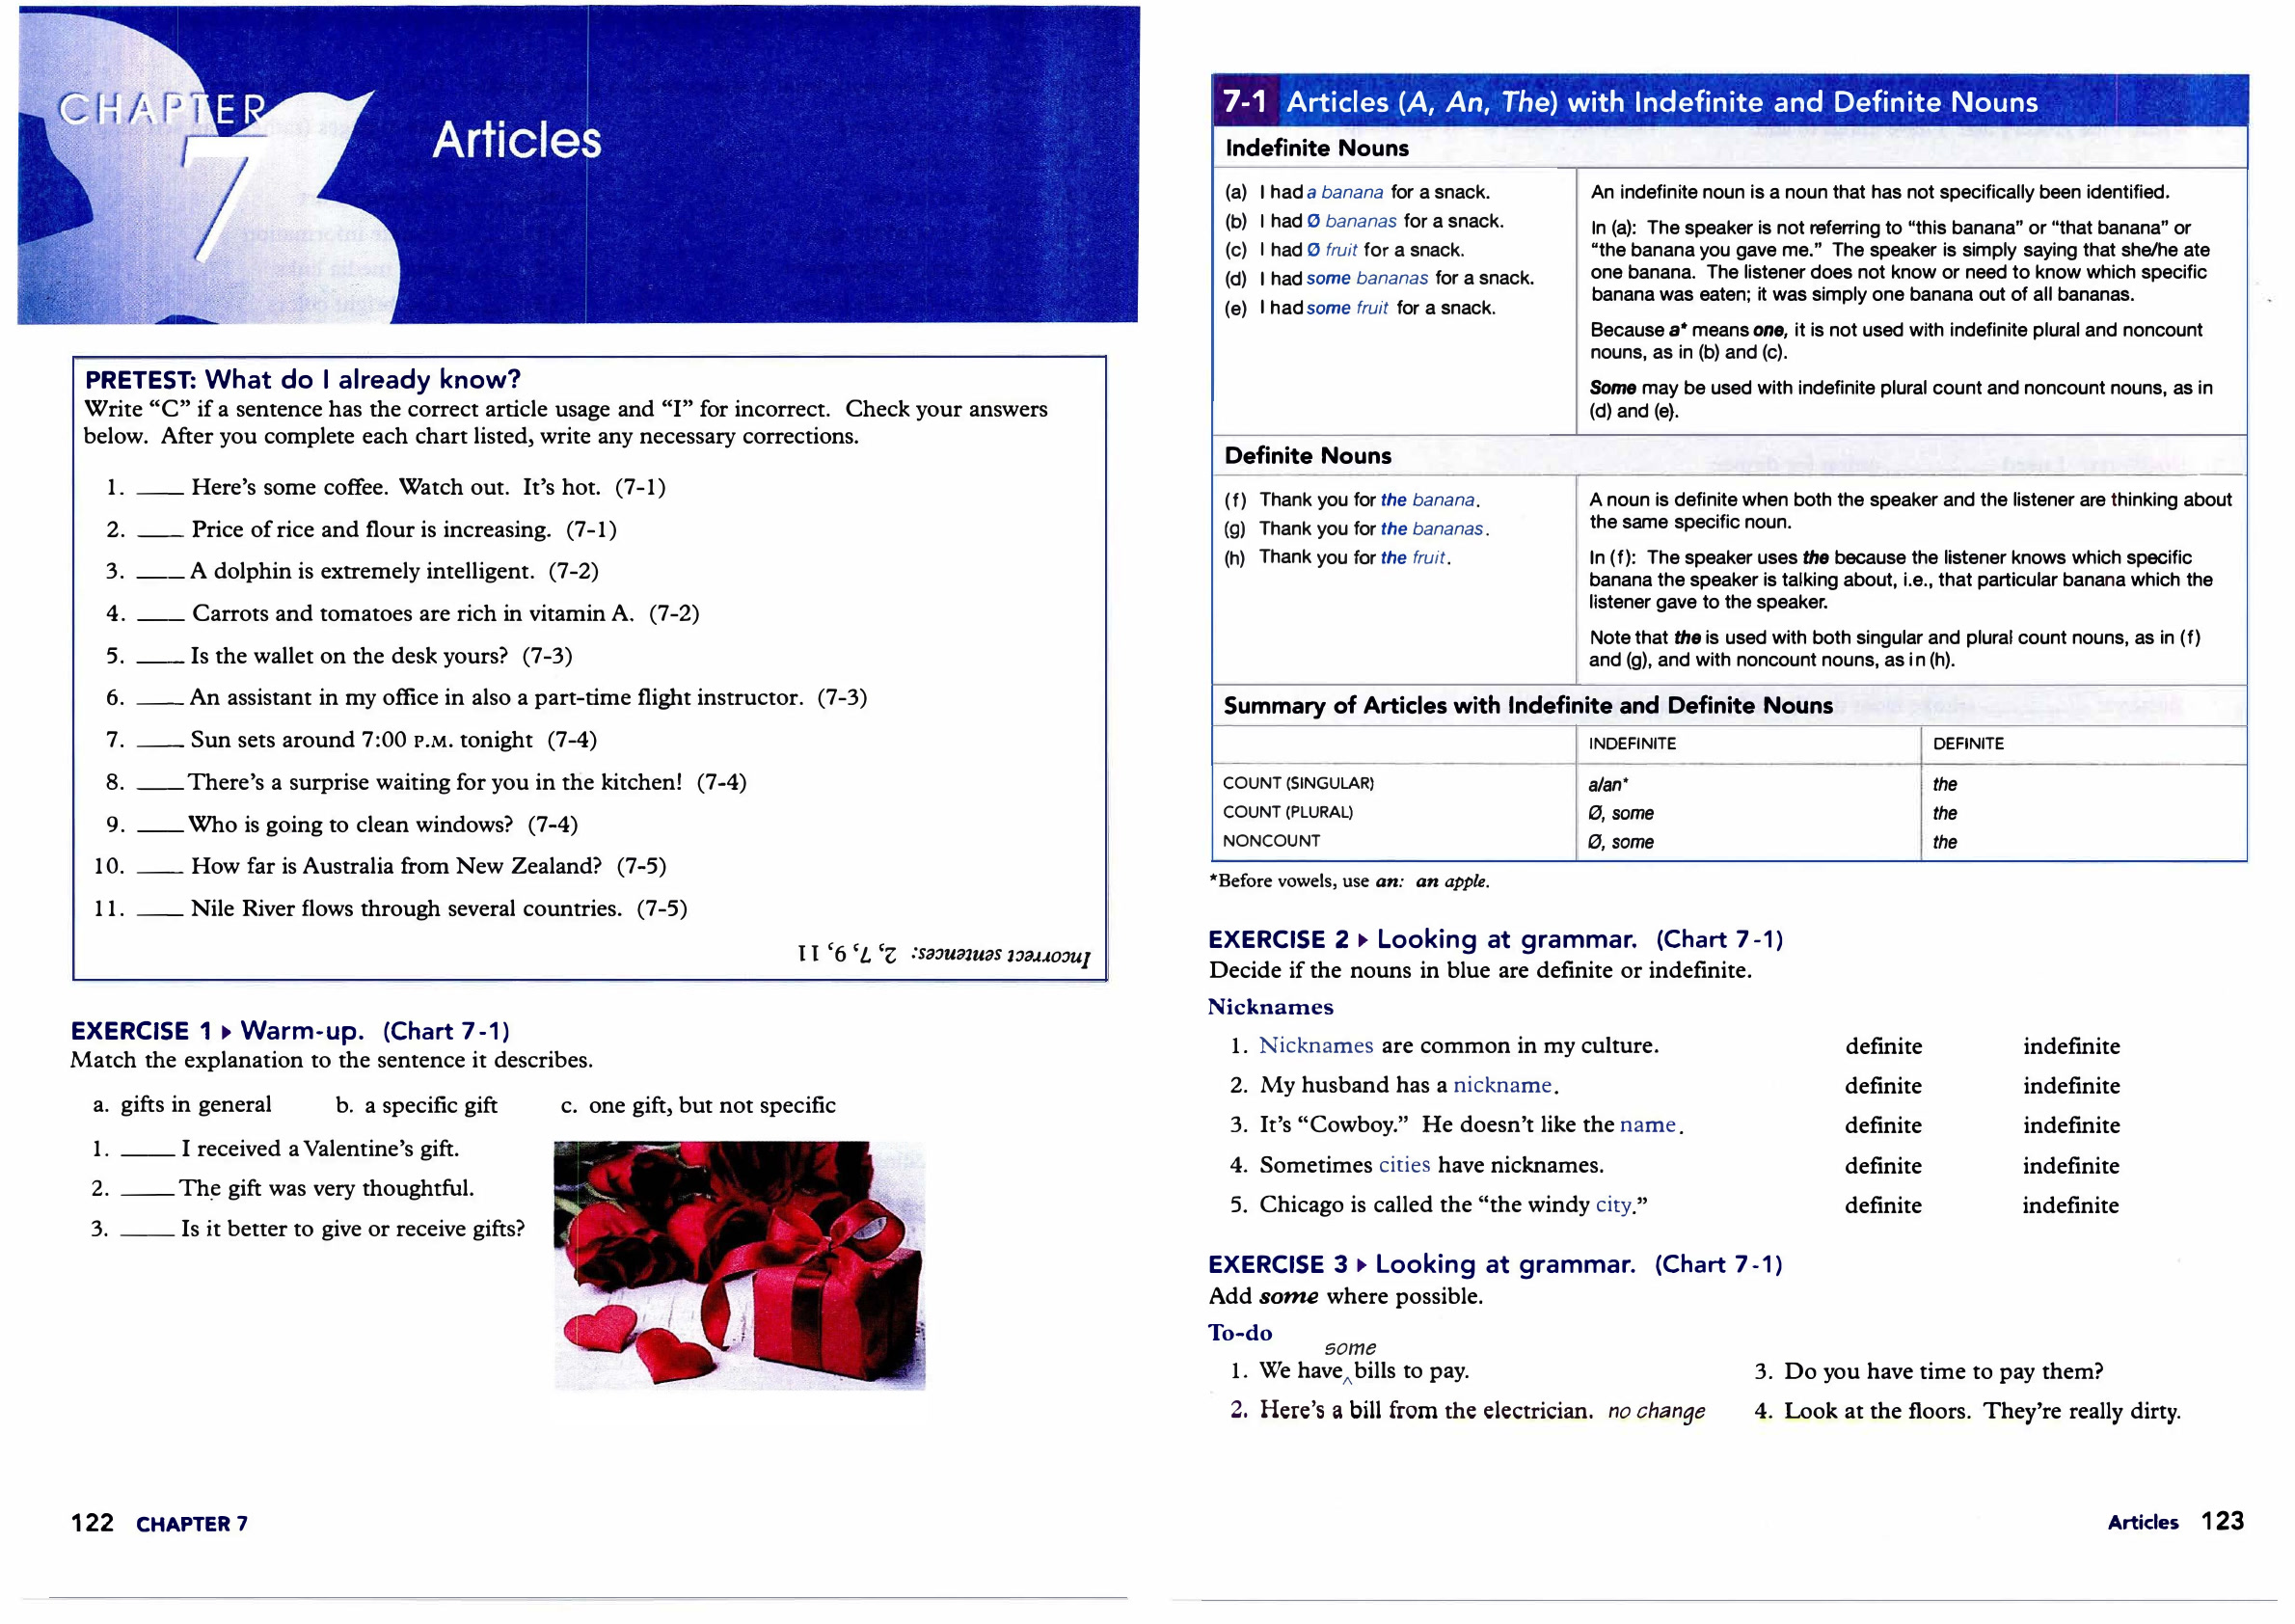 CHAPTER
7
Articles
PRETEST: What do I already know?
Write “C” if a sentence has the correct article usage and “I” for incorrect. Check your answers
below. After you complete each chart listed, write any necessary corrections.
1. ____ Here’s some coffee. Watch out. It’s hot. (7-1)
2. ____ Price of rice and flour is increasing. (7-1)
3. ____ A dolphin is extremely intelligent. (7-2)
4. ____ Carrots and tomatoes are rich in vitamin A. (7-2)
5. ____ Is the wallet on the desk yours? (7-3)
6. ____ An assistant in my office in also a part-time flight instructor. (7-3)
7. ____ Sun sets around 7:00 P.M. tonight (7-4)
8. ____ There’s a surprise waiting for you in the kitchen! (7-4)
9. ____ Who is going to clean windows? (7-4)
10. ____ How far is Australia from New Zealand? (7-5)
11. ____ Nile River flows through several countries. (7-5)
Incorrect sentences: 2, 7, 9, 11
EXERCISE 1 ▸ Warm-up. (Chart 7-1)
Match the explanation to the sentence it describes.
a. gifts in general b. a specific gift c. one gift, but not specific
1. ____ I received a Valentine’s gift.
2. ____ The gift was very thoughtful.
3. ____ Is it better to give or receive gifts?
122 CHAPTER 7
7-1 Articles (A, An, The) with Indefinite and Definite Nouns
Indefinite Nouns
(a) I had a banana for a snack.
(b) I had Ø bananas for a snack.
(c) I had Ø fruit for a snack.
(d) I had some bananas for a snack.
(e) I had some fruit for a snack.
An indefinite noun is a noun that has not specifically been identified.
In (a): The speaker is not referring to “this banana” or “that banana” or
“the banana you gave me.” The speaker is simply saying that she/he ate
one banana. The listener does not know or need to know which specific
banana was eaten; it was simply one banana out of all bananas.
Because a* means one, it is not used with indefinite plural and noncount
nouns, as in (b) and (c).
Some may be used with indefinite plural count and noncount nouns, as in
(d) and (e).
Definite Nouns
(f) Thank you for the banana.
(g) Thank you for the bananas.
(h) Thank you for the fruit.
A noun is definite when both the speaker and the listener are thinking about
the same specific noun.
In (f): The speaker uses the because the listener knows which specific
banana the speaker is talking about, i.e., that particular banana which the
listener gave to the speaker.
Note that the is used with both singular and plural count nouns, as in (f)
and (g), and with noncount nouns, as in (h).
Summary of Articles with Indefinite and Definite Nouns
INDEFINITE DEFINITE
COUNT (SINGULAR) a/an* the
COUNT (PLURAL) Ø, some the
NONCOUNT Ø, some the
*Before vowels, use an: an apple.
EXERCISE 2 ▸ Looking at grammar. (Chart 7-1)
Decide if the nouns in blue are definite or indefinite.
Nicknames
1. Nicknames are common in my culture. definite indefinite
2. My husband has a nickname. definite indefinite
3. It’s “Cowboy.” He doesn’t like the name. definite indefinite
4. Sometimes cities have nicknames. definite indefinite
5. Chicago is called the “the windy city.” definite indefinite
EXERCISE 3 ▸ Looking at grammar. (Chart 7-1)
Add some where possible.
To-do
some
1. We have‸bills to pay.
2. Here’s a bill from the electrician. no change
3. Do you have time to pay them?
4. Look at the floors. They’re really dirty.
Articles 123